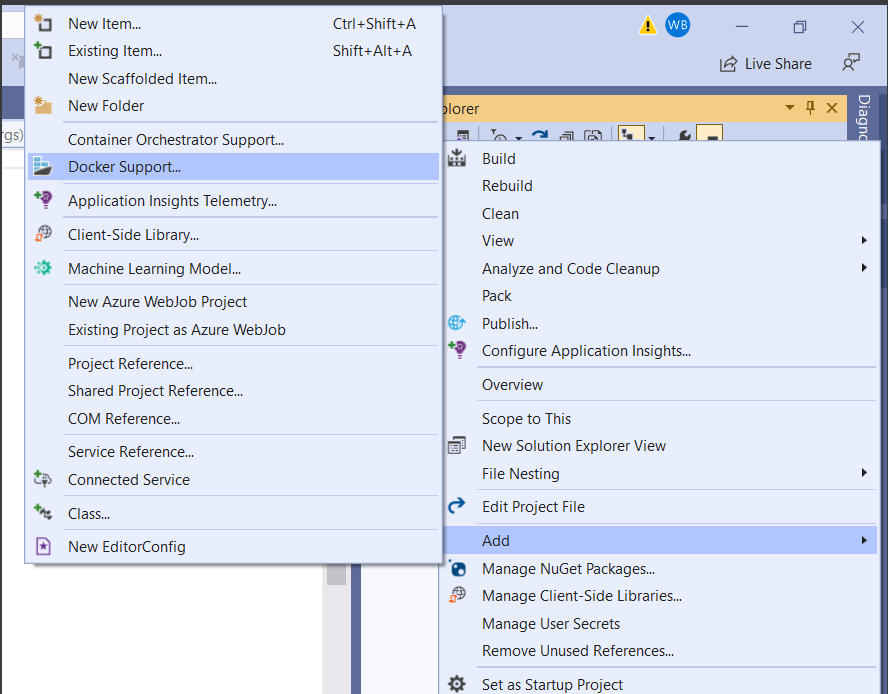 New Item... Ctrl+Shift+A
Existing Item... Shift+Alt+A
New Scaffolded Item...
New Folder
Container Orchestrator Support...
Docker Support...
Application Insights Telemetry...
Client-Side Library...
Machine Learning Model...
New Azure WebJob Project
Existing Project as Azure WebJob
Project Reference...
Shared Project Reference...
COM Reference...
Service Reference...
Connected Service
Class...
New EditorConfig
rgs)
WB
Live Share
plorer
Diagno
Build
Rebuild
Clean
View
Analyze and Code Cleanup
Pack
Publish...
Configure Application Insights...
Overview
Scope to This
New Solution Explorer View
File Nesting
Edit Project File
Add
Manage NuGet Packages...
Manage Client-Side Libraries...
Manage User Secrets
Remove Unused References...
Set as Startup Project